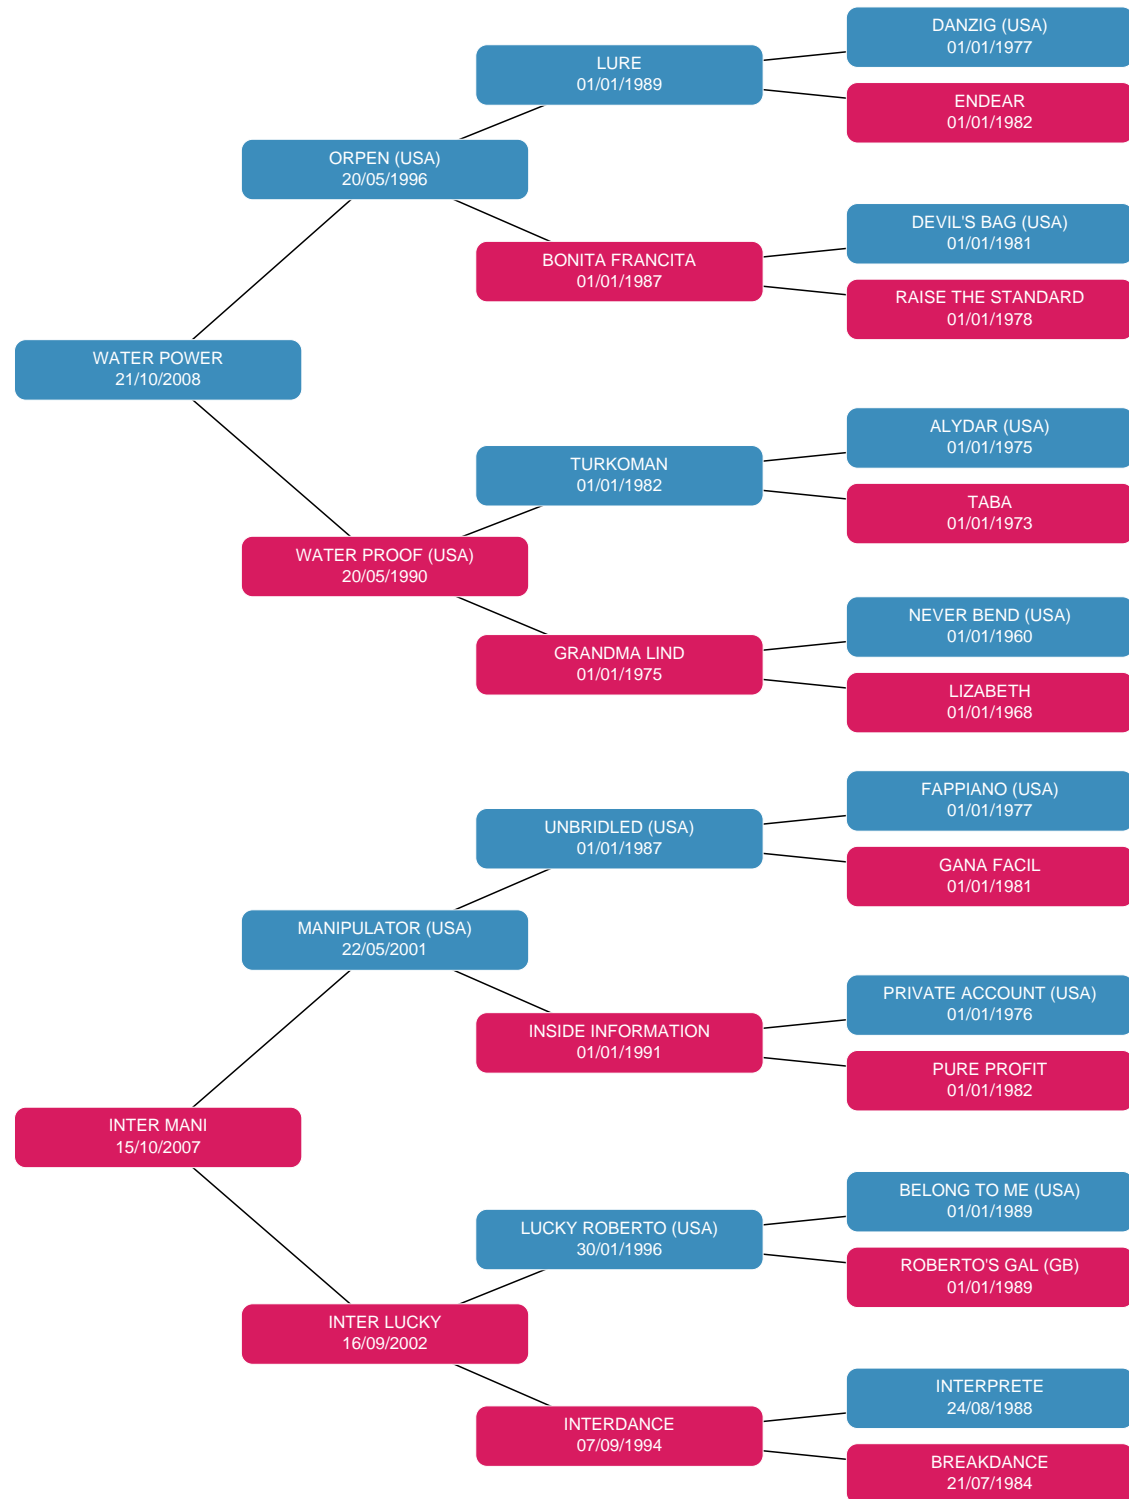 DANZIG (USA)
01/01/1977
LURE
01/01/1989
ENDEAR
01/01/1982
ORPEN (USA)
20/05/1996
DEVIL'S BAG (USA)
01/01/1981
BONITA FRANCITA
01/01/1987
RAISE THE STANDARD
01/01/1978
WATER POWER
21/10/2008
ALYDAR (USA)
01/01/1975
TURKOMAN
01/01/1982
TABA
01/01/1973
WATER PROOF (USA)
20/05/1990
NEVER BEND (USA)
01/01/1960
GRANDMA LIND
01/01/1975
LIZABETH
01/01/1968
FAPPIANO (USA)
01/01/1977
UNBRIDLED (USA)
01/01/1987
GANA FACIL
01/01/1981
MANIPULATOR (USA)
22/05/2001
PRIVATE ACCOUNT (USA)
01/01/1976
INSIDE INFORMATION
01/01/1991
PURE PROFIT
01/01/1982
INTER MANI
15/10/2007
BELONG TO ME (USA)
01/01/1989
LUCKY ROBERTO (USA)
30/01/1996
ROBERTO'S GAL (GB)
01/01/1989
INTER LUCKY
16/09/2002
INTERPRETE
24/08/1988
INTERDANCE
07/09/1994
BREAKDANCE
21/07/1984